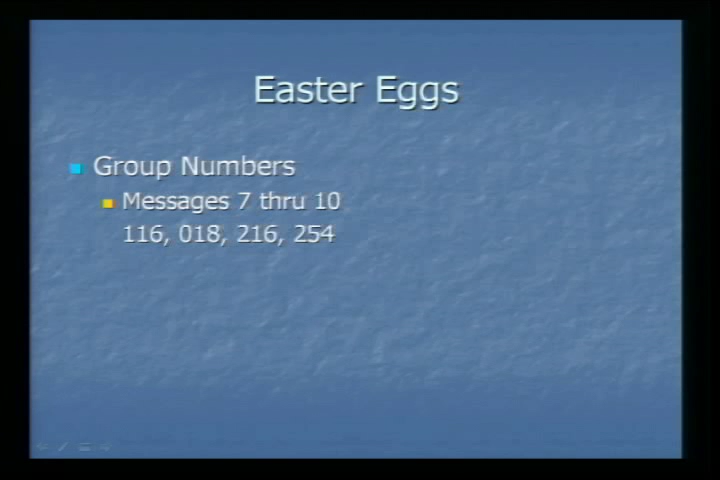 Easter Eggs
Group Numbers
Messages 7 thru 10
116, 018, 216, 254